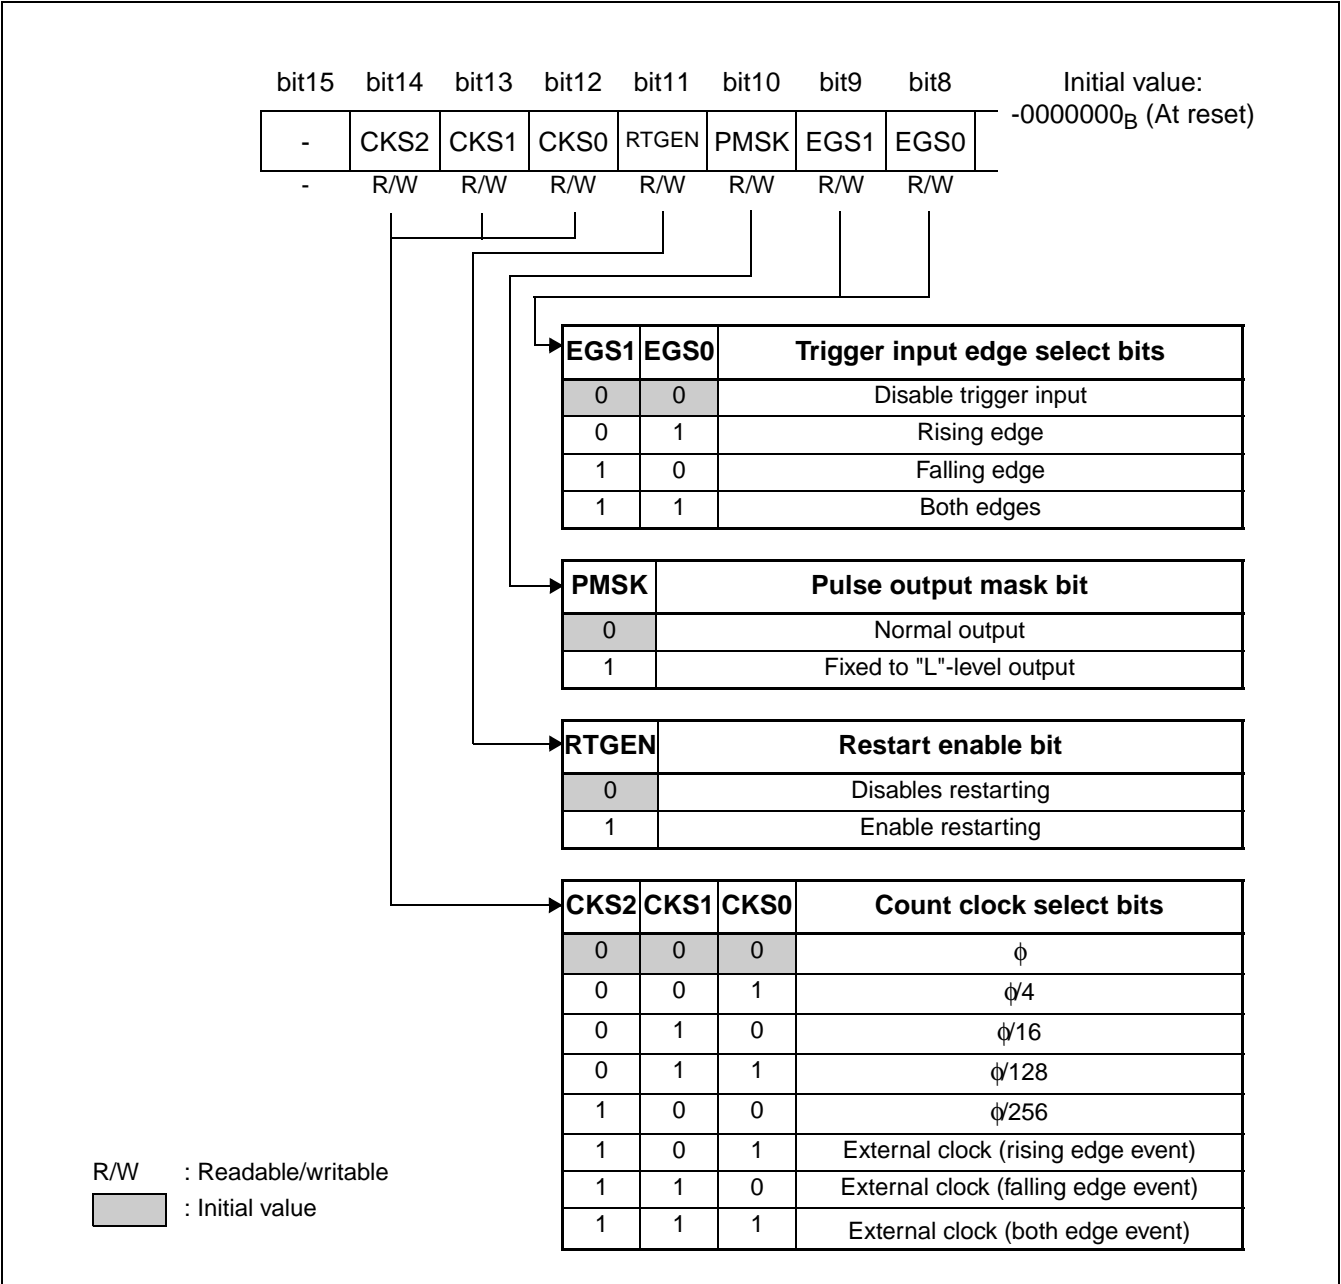 bit15 bit14 bit13 bit12 bit11 bit10 bit9 bit8 Initial value:
-0000000B (At reset)
- CKS2 CKS1 CKS0 RTGEN PMSK EGS1 EGS0
- R/W R/W R/W R/W R/W R/W R/W
EGS1 EGS0 Trigger input edge select bits
0 0 Disable trigger input
0 1 Rising edge
1 0 Falling edge
1 1 Both edges
PMSK Pulse output mask bit
0 Normal output
1 Fixed to "L"-level output
RTGEN Restart enable bit
0 Disables restarting
1 Enable restarting
CKS2 CKS1 CKS0 Count clock select bits
0 0 0 ϕ
0 0 1 ϕ/4
0 1 0 ϕ/16
0 1 1 ϕ/128
1 0 0 ϕ/256
1 0 1 External clock (rising edge event)
1 1 0 External clock (falling edge event)
1 1 1 External clock (both edge event)
R/W : Readable/writable
: Initial value